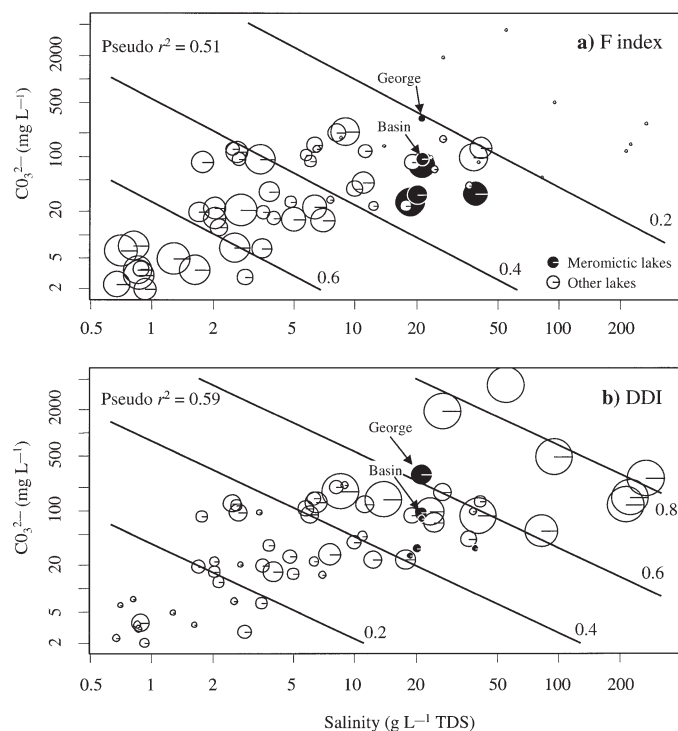 a) F index
Pseudo r² = 0.51
George
Basin
0.2
0.4
0.6
Meromictic lakes
Other lakes
C0₃²⁻ (mg L⁻¹)
2000
500
100
20
5
2
0.5 1 2 5 10 20 50 100 200
b) DDI
Pseudo r² = 0.59
George
Basin
0.8
0.6
0.4
0.2
C0₃²⁻ (mg L⁻¹)
2000
500
100
20
5
2
0.5 1 2 5 10 20 50 100 200
Salinity (g L⁻¹ TDS)